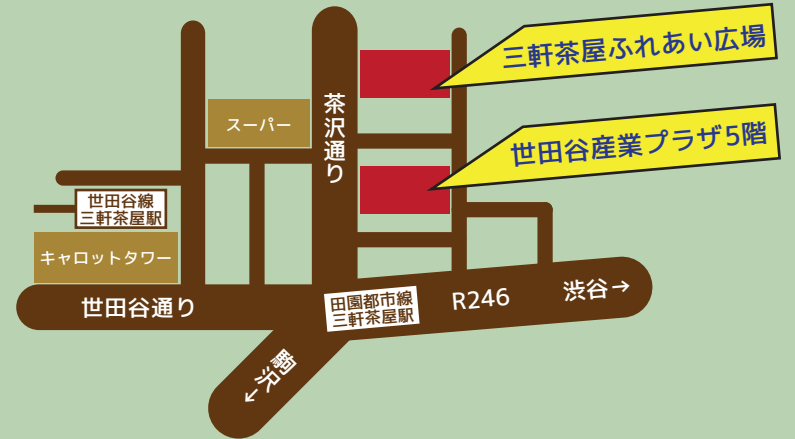 三軒茶屋ふれあい広場
スーパー
茶沢通り
世田谷産業プラザ5階
世田谷線
三軒茶屋駅
キャロットタワー
世田谷通り
田園都市線
三軒茶屋駅
R246
渋谷→
駒沢
←